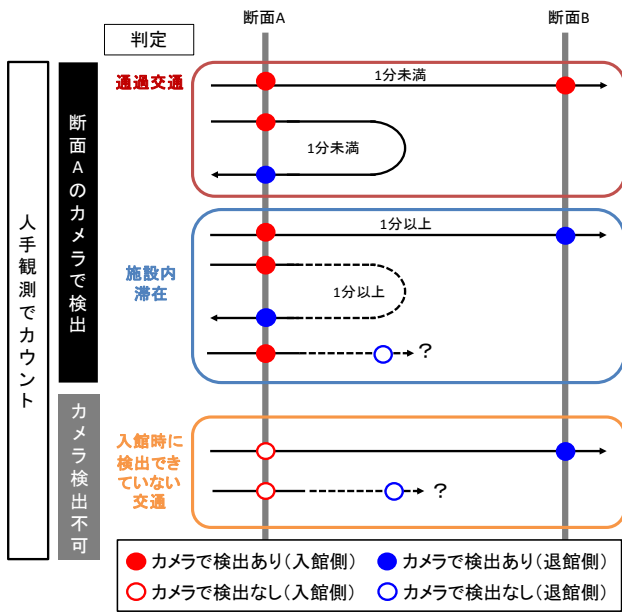 断面A
断面B
判定
人手観測でカウント
断面Aのカメラで検出
カメラ検出不可
通過交通
1分未満
1分未満
施設内
滞在
1分以上
1分以上
?
入館時に
検出でき
ていない
交通
?
カメラで検出あり(入館側)
カメラで検出あり(退館側)
カメラで検出なし(入館側)
カメラで検出なし(退館側)